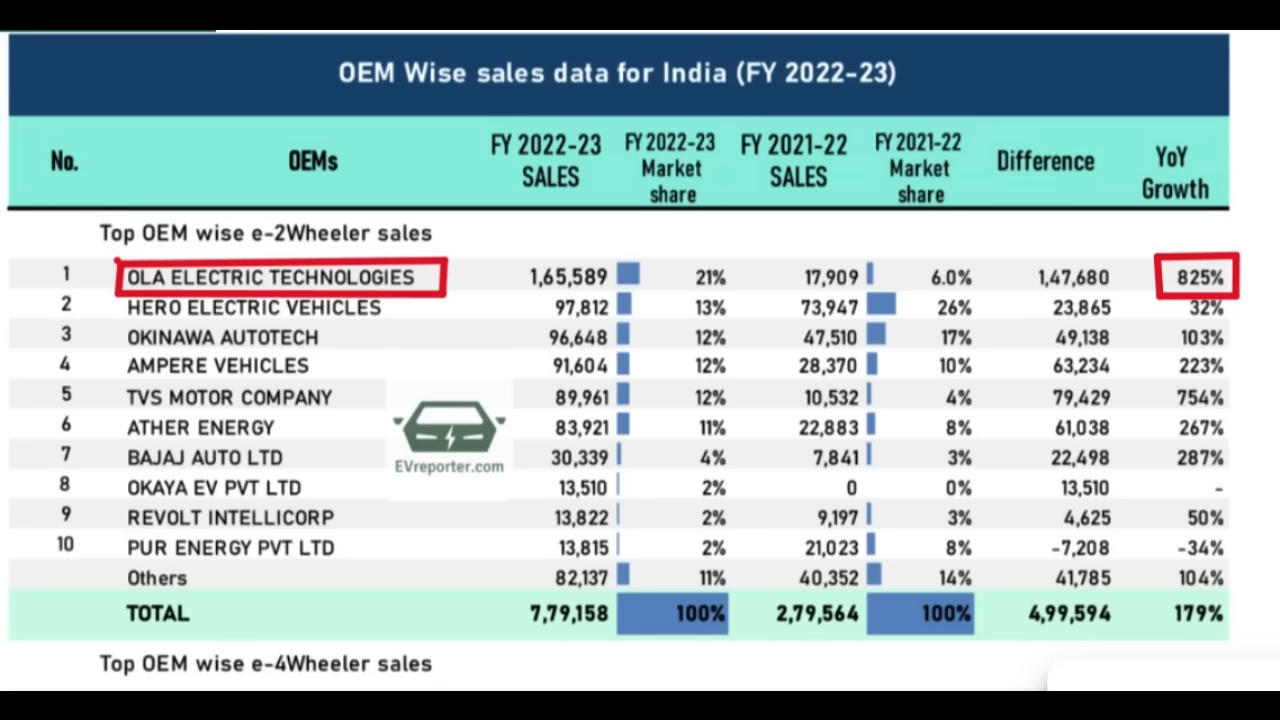 OEM Wise sales data for India (FY 2022-23)
No. OEMs FY 2022-23 SALES FY 2022-23 Market share FY 2021-22 SALES FY 2021-22 Market share Difference YoY Growth
Top OEM wise e-2Wheeler sales
1 OLA ELECTRIC TECHNOLOGIES 1,65,589 21% 17,909 6.0% 1,47,680 825%
2 HERO ELECTRIC VEHICLES 97,812 13% 73,947 26% 23,865 32%
3 OKINAWA AUTOTECH 96,648 12% 47,510 17% 49,138 103%
4 AMPERE VEHICLES 91,604 12% 28,370 10% 63,234 223%
5 TVS MOTOR COMPANY 89,961 12% 10,532 4% 79,429 754%
6 ATHER ENERGY 83,921 11% 22,883 8% 61,038 267%
7 BAJAJ AUTO LTD 30,339 4% 7,841 3% 22,498 287%
EVreporter.com
8 OKAYA EV PVT LTD 13,510 2% 0 0% 13,510 -
9 REVOLT INTELLICORP 13,822 2% 9,197 3% 4,625 50%
10 PUR ENERGY PVT LTD 13,815 2% 21,023 8% -7,208 -34%
Others 82,137 11% 40,352 14% 41,785 104%
TOTAL 7,79,158 100% 2,79,564 100% 4,99,594 179%
Top OEM wise e-4Wheeler sales